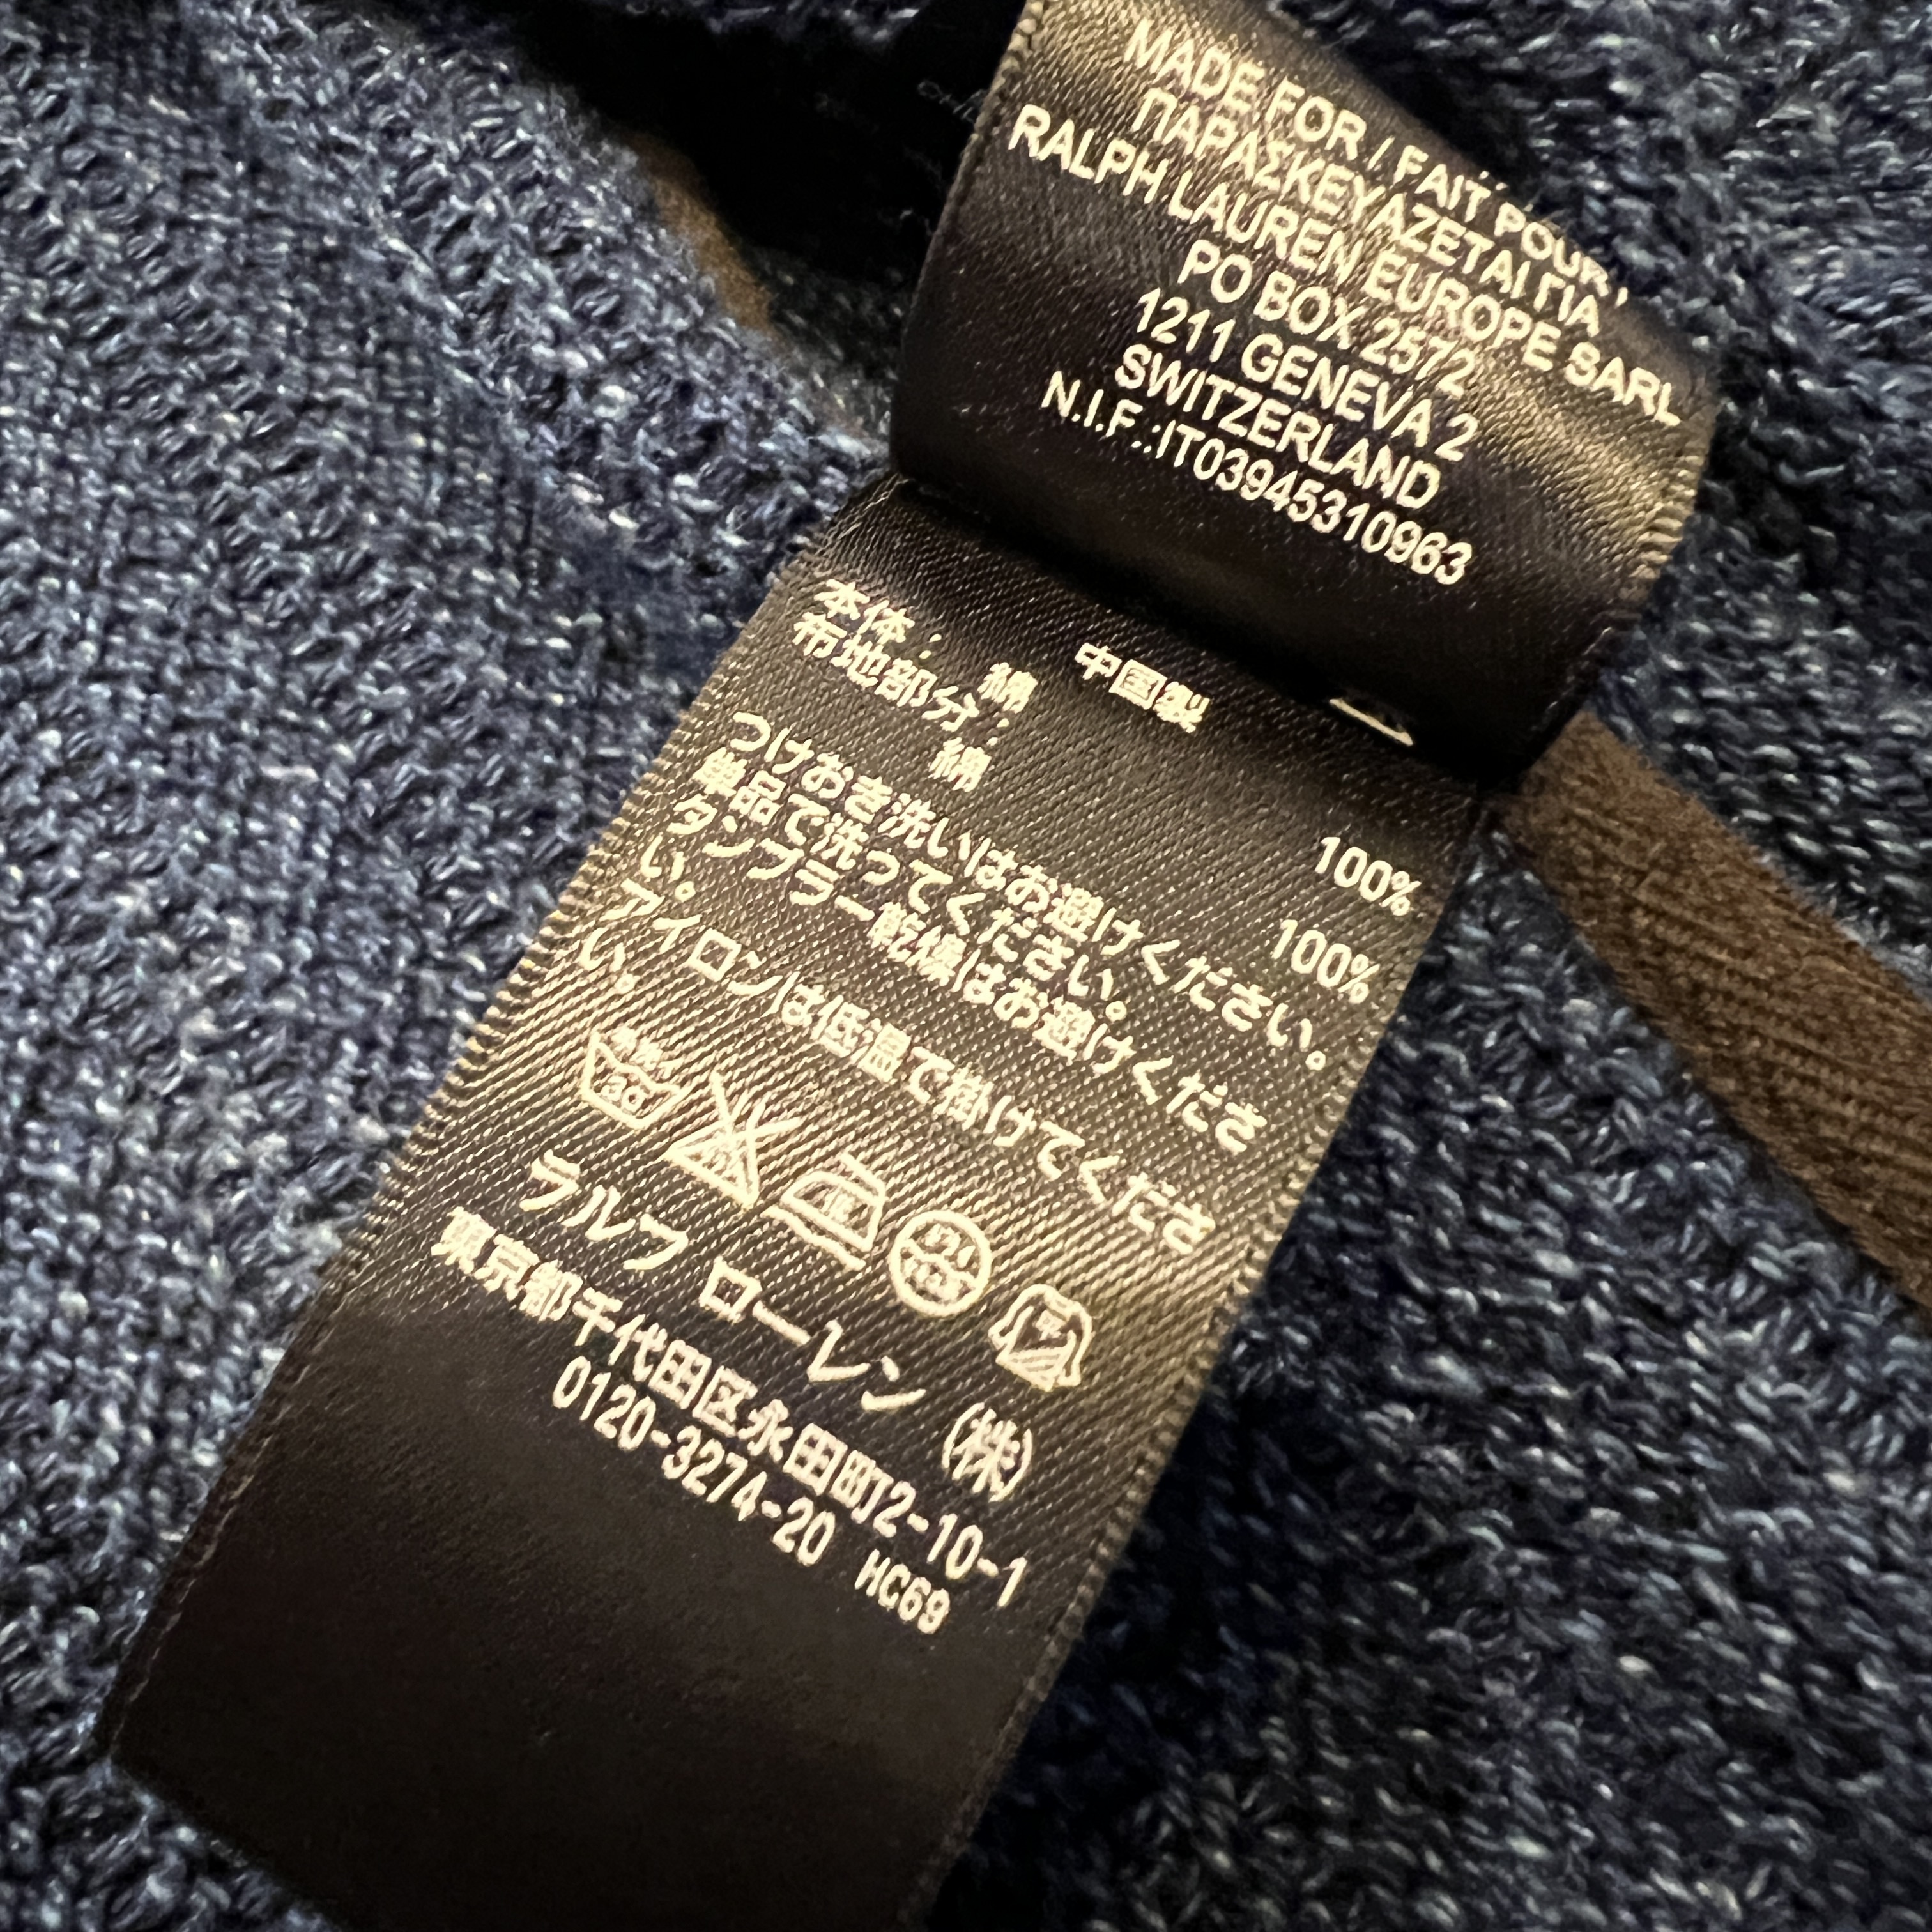 MADE FOR / FAIT POUR /
ΠΑΡΑΣΚΕΥΑΖΕΤΑΙ ΓΙΑ
RALPH LAUREN EUROPE SARL
PO BOX 2572
1211 GENEVA 2
SWITZERLAND
N.I.F.:IT03945310963
中国製
本体:
綿 100%
布地部分:
綿 100%
つけおき洗いはお避けください。
単品で洗ってください。
タンブラー乾燥はお避けくださ
い。
アイロンは低温で掛けてくださ
い。
ラルフ ローレン (株)
東京都千代田区永田町2-10-1
0120-3274-20 HC69